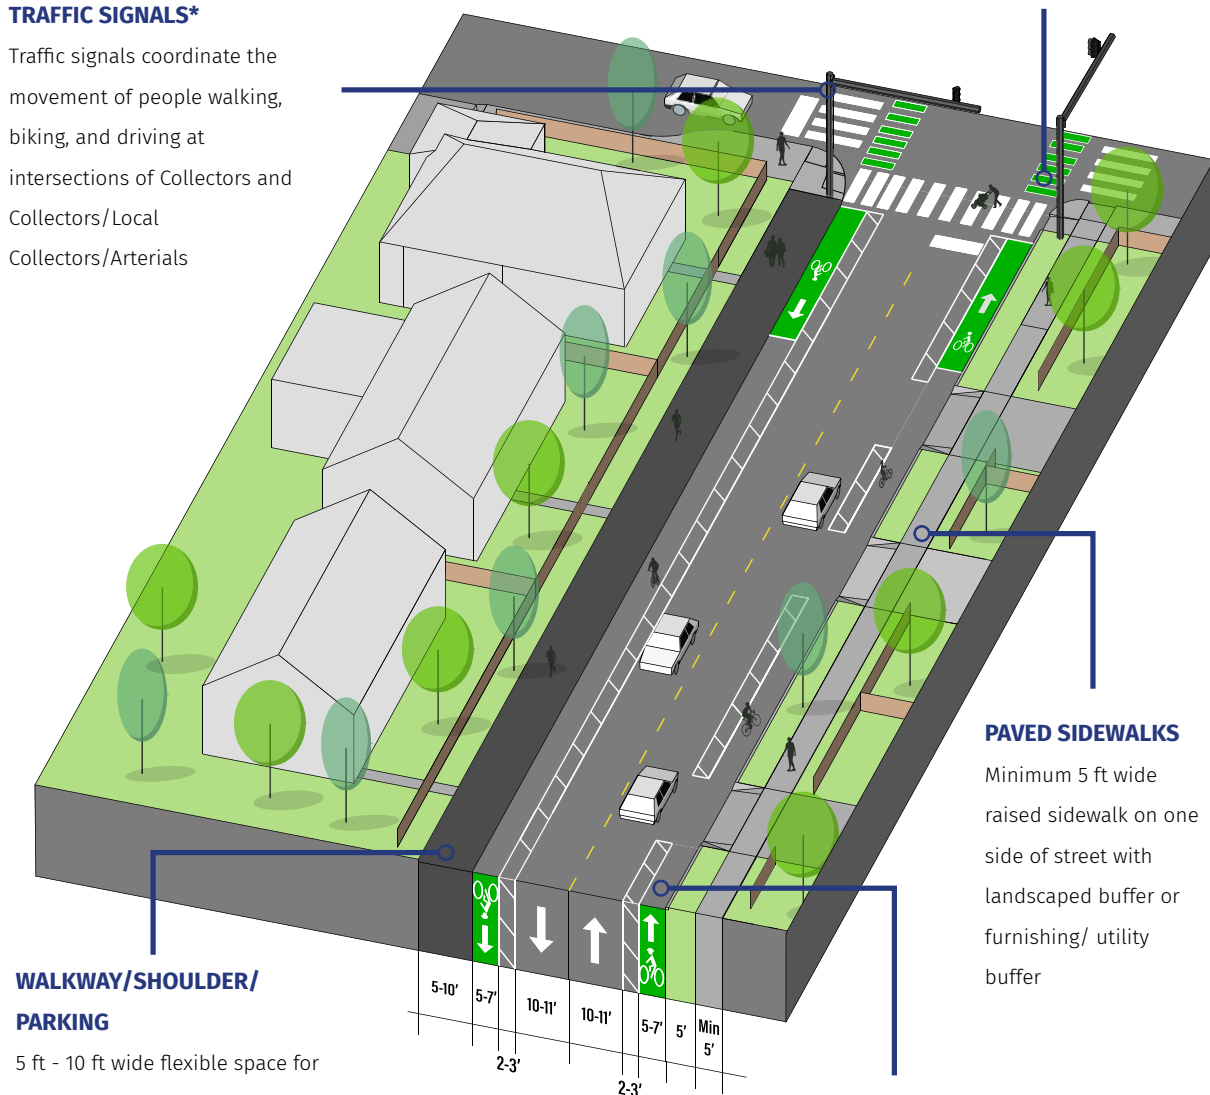 TRAFFIC SIGNALS*
Traffic signals coordinate the
movement of people walking,
biking, and driving at
intersections of Collectors and
Collectors/Local
Collectors/Arterials
PAVED SIDEWALKS
Minimum 5 ft wide
raised sidewalk on one
side of street with
landscaped buffer or
furnishing/ utility
buffer
WALKWAY/SHOULDER/
PARKING
5 ft - 10 ft wide flexible space for
5-10'
5-7'
2-3'
10-11'
10-11'
2-3'
5-7'
5'
Min
5'